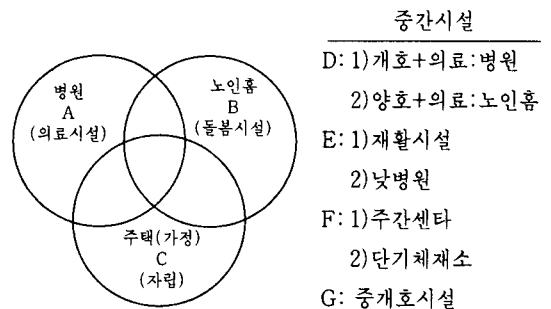 병원
A
(의료시설)
노인홈
B
(돌봄시설)
주택(가정)
C
(자립)
중간시설
D: 1)개호+의료:병원
2)양호+의료:노인홈
E: 1)재활시설
2)낮병원
F: 1)주간센타
2)단기체재소
G: 중개호시설